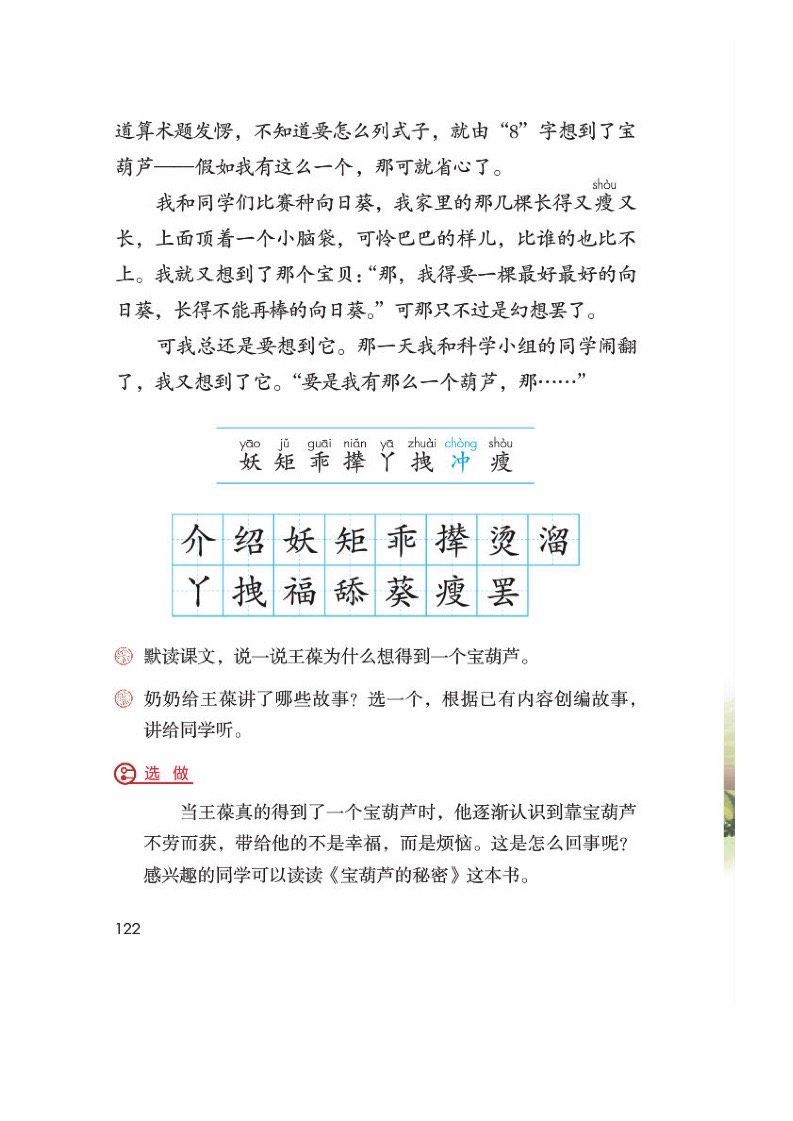 道算术题发愣，不知道要怎么列式子，就由“8”字想到了宝
葫芦——假如我有这么一个，那可就省心了。
shòu
我和同学们比赛种向日葵，我家里的那几棵长得又瘦又
长，上面顶着一个小脑袋，可怜巴巴的样儿，比谁的也比不
上。我就又想到了那个宝贝：“那，我得要一棵最好最好的向
日葵，长得不能再棒的向日葵。”可那只不过是幻想罢了。
可我总还是要想到它。那一天我和科学小组的同学闹翻
了，我又想到了它。“要是我有那么一个葫芦，那……”
yāo jǔ guāi niǎn yā zhuài chòng shòu
妖 矩 乖 撵 丫 拽 冲 瘦
介 绍 妖 矩 乖 撵 烫 溜
丫 拽 福 舔 葵 瘦 罢
默读课文，说一说王葆为什么想得到一个宝葫芦。
奶奶给王葆讲了哪些故事？选一个，根据已有内容创编故事，
讲给同学听。
选做
当王葆真的得到了一个宝葫芦时，他逐渐认识到靠宝葫芦
不劳而获，带给他的不是幸福，而是烦恼。这是怎么回事呢？
感兴趣的同学可以读读《宝葫芦的秘密》这本书。
122